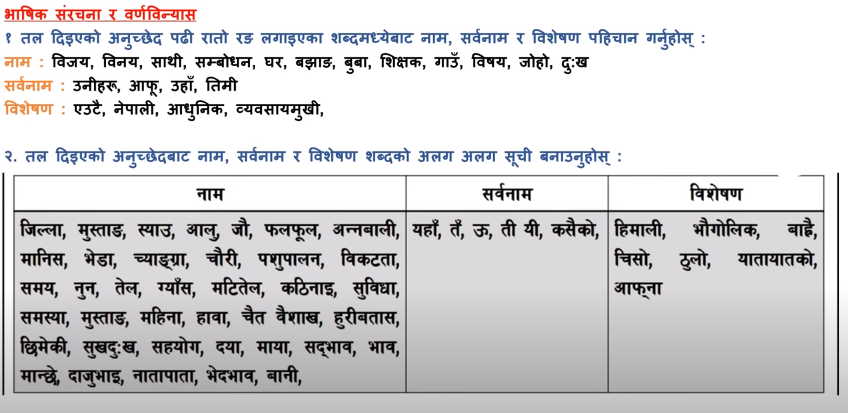 भाषिक संरचना र वर्णविन्यास
१ तल दिइएको अनुच्छेद पढी रातो रङ लगाइएका शब्दमध्येबाट नाम, सर्वनाम र विशेषण पहिचान गर्नुहोस् :
नाम : विजय, विनय, साथी, सम्बोधन, घर, बझाङ, बुबा, शिक्षक, गाउँ, विषय, जोहो, दुःख
सर्वनाम : उनीहरू, आफू, उहाँ, तिमी
विशेषण : एउटै, नेपाली, आधुनिक, व्यवसायमुखी,
२. तल दिइएको अनुच्छेदबाट नाम, सर्वनाम र विशेषण शब्दको अलग अलग सूची बनाउनुहोस् :
नाम सर्वनाम विशेषण
जिल्ला, मुस्ताङ, स्याउ, आलु, जौ, फलफूल, अन्नबाली, यहाँ, तँ, ऊ, ती यी, कसैको, हिमाली, भौगोलिक, बाह्रै,
मानिस, भेडा, च्याङ्ग्रा, चौरी, पशुपालन, विकटता, चिसो, ठुलो, यातायातको,
समय, नुन, तेल, ग्याँस, मटितेल, कठिनाइ, सुविधा, आफ्ना
समस्या, मुस्ताङ, महिना, हावा, चैत वैशाख, हुरीबतास,
छिमेकी, सुखदुःख, सहयोग, दया, माया, सद्भाव, भाव,
मान्छे, दाजुभाइ, नातापाता, भेदभाव, बानी,